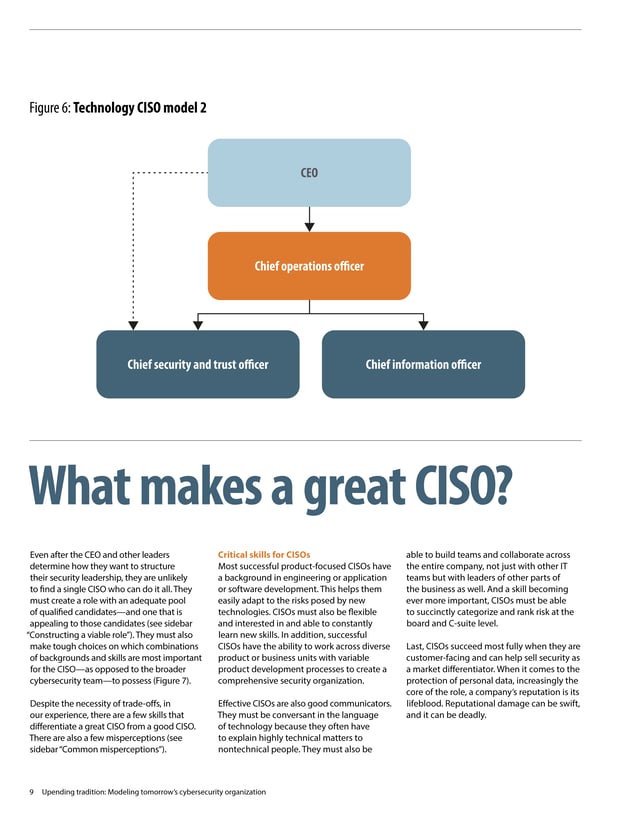 Figure 6: Technology CISO model 2
CEO
Chief operations officer
Chief security and trust officer
Chief information officer
What makes a great CISO?
Even after the CEO and other leaders
determine how they want to structure
their security leadership, they are unlikely
to find a single CISO who can do it all. They
must create a role with an adequate pool
of qualified candidates—and one that is
appealing to those candidates (see sidebar
“Constructing a viable role”). They must also
make tough choices on which combinations
of backgrounds and skills are most important
for the CISO—as opposed to the broader
cybersecurity team—to possess (Figure 7).
Despite the necessity of trade-offs, in
our experience, there are a few skills that
differentiate a great CISO from a good CISO.
There are also a few misperceptions (see
sidebar “Common misperceptions”).
Critical skills for CISOs
Most successful product-focused CISOs have
a background in engineering or application
or software development. This helps them
easily adapt to the risks posed by new
technologies. CISOs must also be flexible
and interested in and able to constantly
learn new skills. In addition, successful
CISOs have the ability to work across diverse
product or business units with variable
product development processes to create a
comprehensive security organization.
Effective CISOs are also good communicators.
They must be conversant in the language
of technology because they often have
to explain highly technical matters to
nontechnical people. They must also be
able to build teams and collaborate across
the entire company, not just with other IT
teams but with leaders of other parts of
the business as well. And a skill becoming
ever more important, CISOs must be able
to succinctly categorize and rank risk at the
board and C-suite level.
Last, CISOs succeed most fully when they are
customer-facing and can help sell security as
a market differentiator. When it comes to the
protection of personal data, increasingly the
core of the role, a company’s reputation is its
lifeblood. Reputational damage can be swift,
and it can be deadly.
9 Upending tradition: Modeling tomorrow’s cybersecurity organization